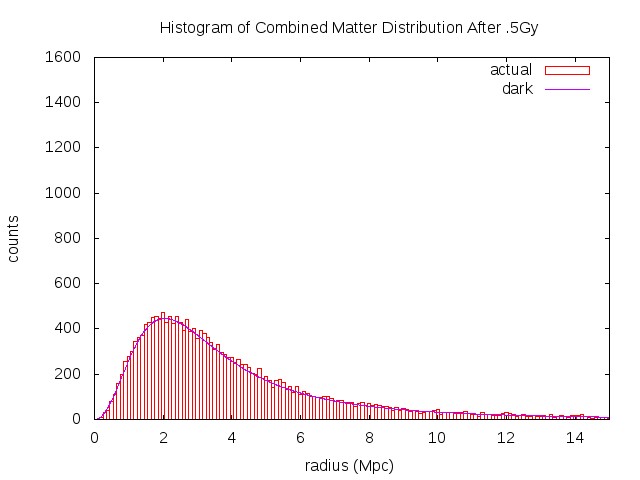 Histogram of Combined Matter Distribution After .5Gy
1600
1400
1200
1000
800
600
400
200
0
counts
actual
dark
0 2 4 6 8 10 12 14
radius (Mpc)